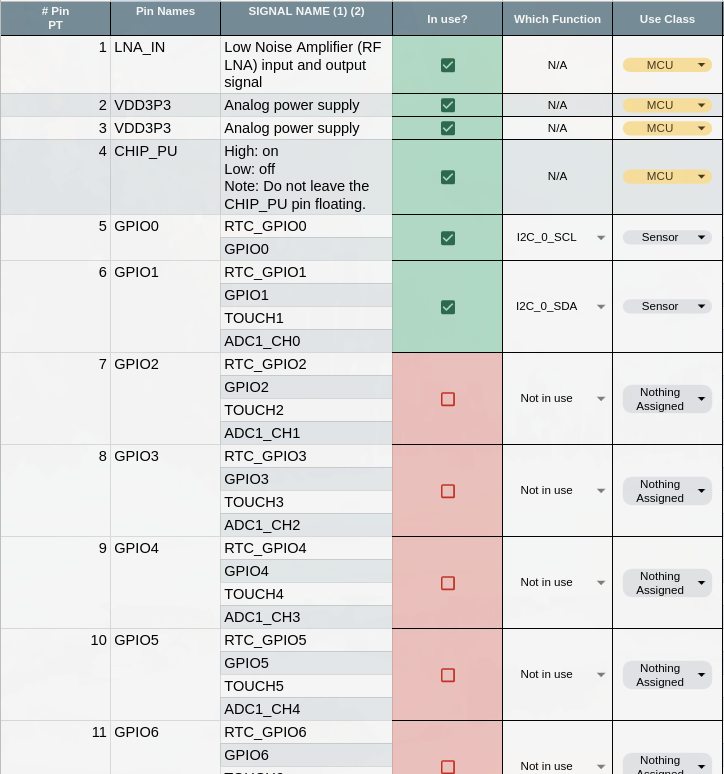 # Pin PT Pin Names SIGNAL NAME (1) (2) In use? Which Function Use Class
1 LNA_IN Low Noise Amplifier (RF
LNA) input and output
signal
N/A MCU
2 VDD3P3 Analog power supply N/A MCU
3 VDD3P3 Analog power supply N/A MCU
4 CHIP_PU High: on
Low: off
Note: Do not leave the
CHIP_PU pin floating.
N/A MCU
5 GPIO0 RTC_GPIO0
GPIO0
I2C_0_SCL Sensor
6 GPIO1 RTC_GPIO1
GPIO1
TOUCH1
ADC1_CH0
I2C_0_SDA Sensor
7 GPIO2 RTC_GPIO2
GPIO2
TOUCH2
ADC1_CH1
Not in use Nothing
Assigned
8 GPIO3 RTC_GPIO3
GPIO3
TOUCH3
ADC1_CH2
Not in use Nothing
Assigned
9 GPIO4 RTC_GPIO4
GPIO4
TOUCH4
ADC1_CH3
Not in use Nothing
Assigned
10 GPIO5 RTC_GPIO5
GPIO5
TOUCH5
ADC1_CH4
Not in use Nothing
Assigned
11 GPIO6 RTC_GPIO6
GPIO6
Not in use Nothing